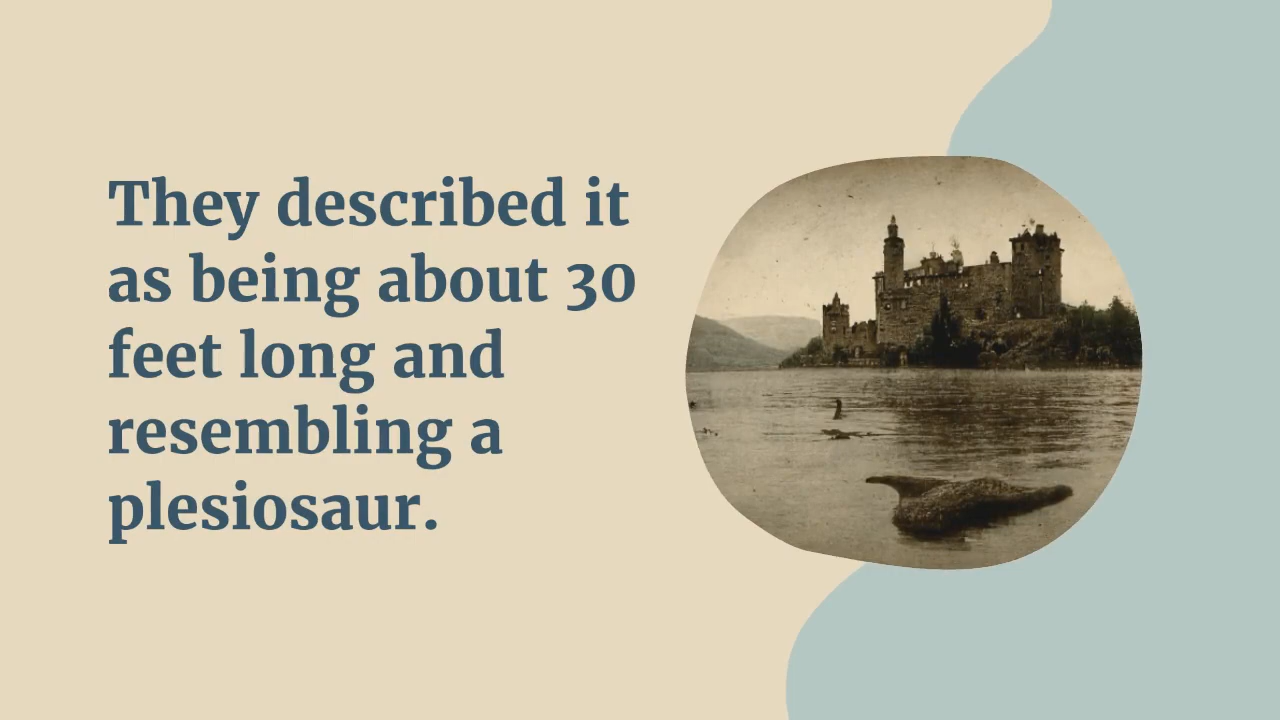 They described it
as being about 30
feet long and
resembling a
plesiosaur.